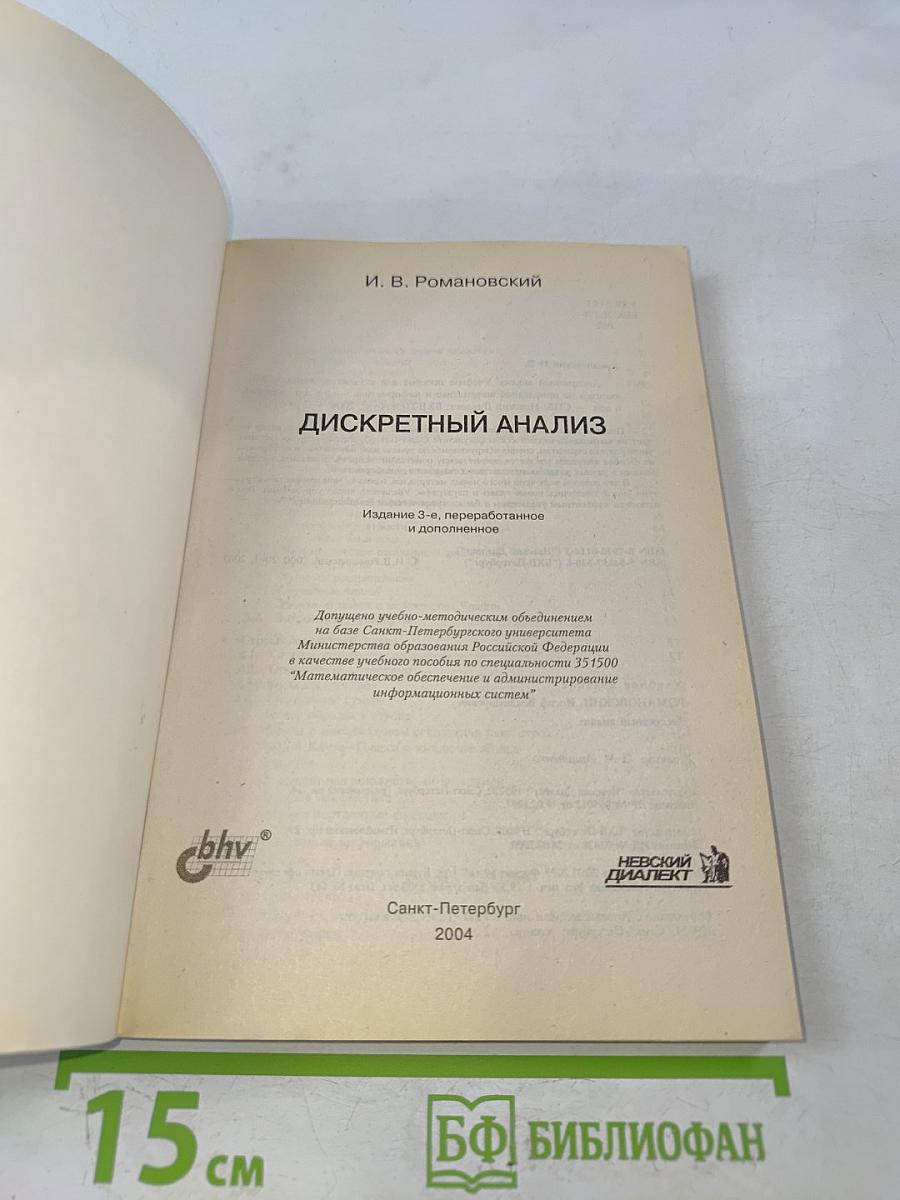 И. В. Романовский
ДИСКРЕТНЫЙ АНАЛИЗ
Издание 3-е, переработанное
и дополненное
Допущено учебно-методическим объединением
на базе Санкт-Петербургского университета
Министерства образования Российской Федерации
в качестве учебного пособия по специальности 351500
"Математическое обеспечение и администрирование
информационных систем"
bhv®
НЕВСКИЙ
ДИАЛЕКТ
Санкт-Петербург
2004
15 см
БФ БИБЛИОФАН